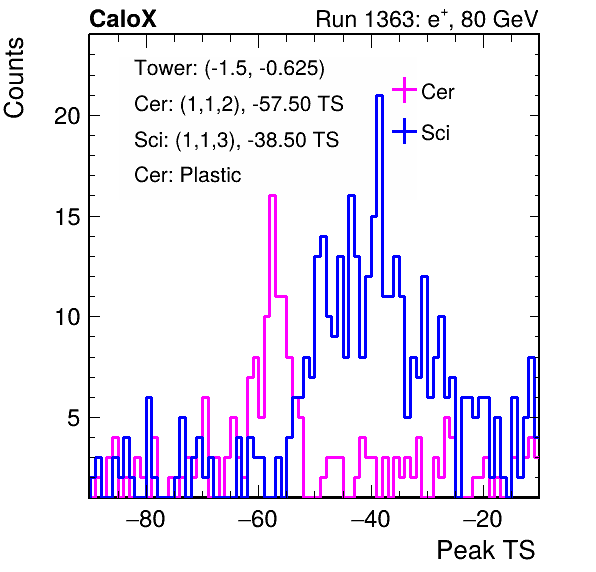 CaloX Run 1363: e⁺, 80 GeV
Counts
Tower: (-1.5, -0.625)
Cer: (1,1,2), -57.50 TS
Sci: (1,1,3), -38.50 TS
Cer: Plastic
Cer
Sci
20
15
10
5
−80 −60 −40 −20
Peak TS